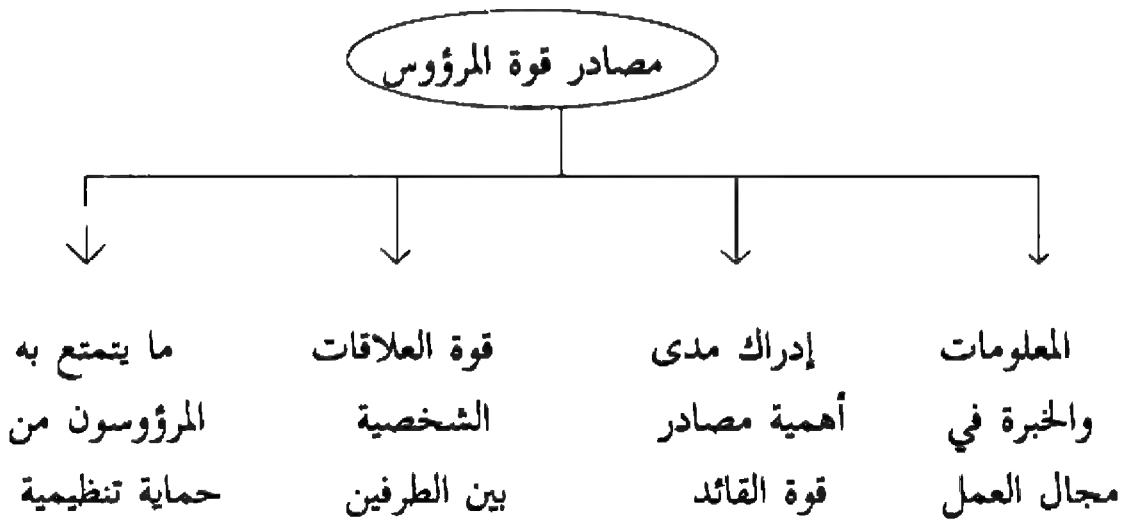 مصادر قوة المرؤوس
المعلومات
والخبرة في
مجال العمل
إدراك مدى
أهمية مصادر
قوة القائد
قوة العلاقات
الشخصية
بين الطرفين
ما يتمتع به
المرؤوسون من
حماية تنظيمية